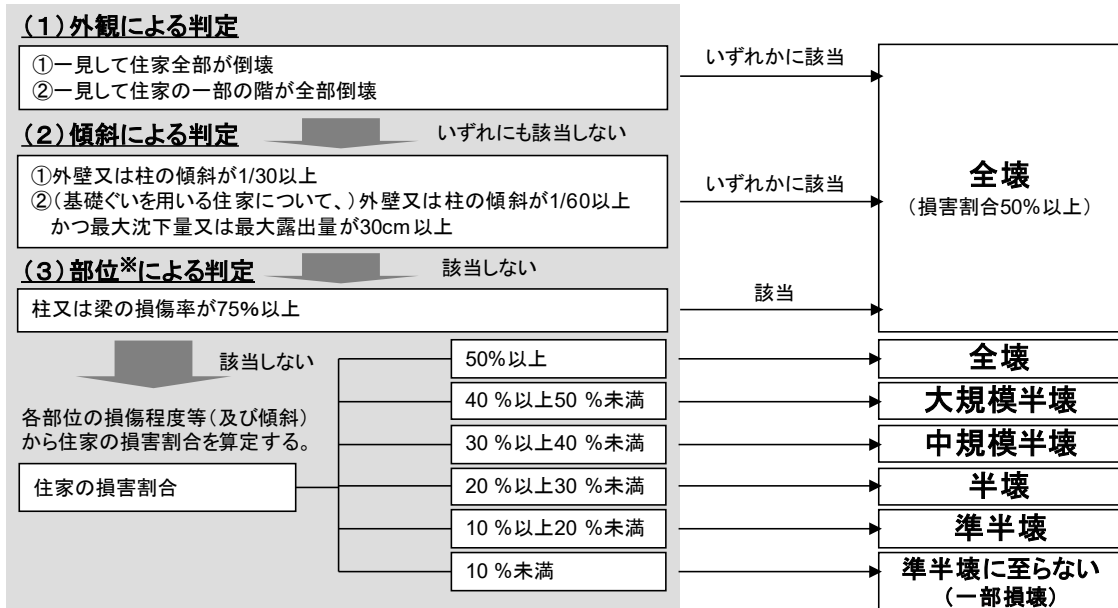 (1)外観による判定
①一見して住家全部が倒壊
②一見して住家の一部の階が全部倒壊
いずれかに該当
(2)傾斜による判定
いずれにも該当しない
①外壁又は柱の傾斜が1/30以上
②(基礎ぐいを用いる住家について、)外壁又は柱の傾斜が1/60以上
かつ最大沈下量又は最大露出量が30cm以上
いずれかに該当
全壊
(損害割合50%以上)
(3)部位※による判定
該当しない
柱又は梁の損傷率が75%以上
該当
該当しない
各部位の損傷程度等(及び傾斜)
から住家の損害割合を算定する。
住家の損害割合
50%以上
全壊
40 %以上50 %未満
大規模半壊
30 %以上40 %未満
中規模半壊
20 %以上30 %未満
半壊
10 %以上20 %未満
準半壊
10 %未満
準半壊に至らない
(一部損壊)